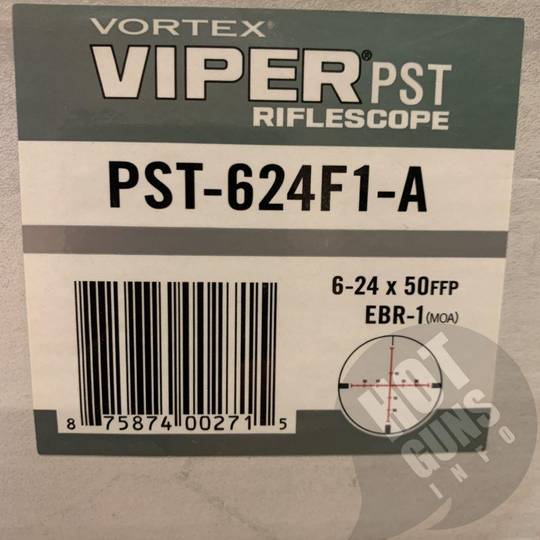 VORTEX®
VIPER® PST
RIFLESCOPE
PST-624F1-A
6-24 x 50FFP
EBR-1(MOA)
8 75874 00271 5
HOT
GUNS
INFO